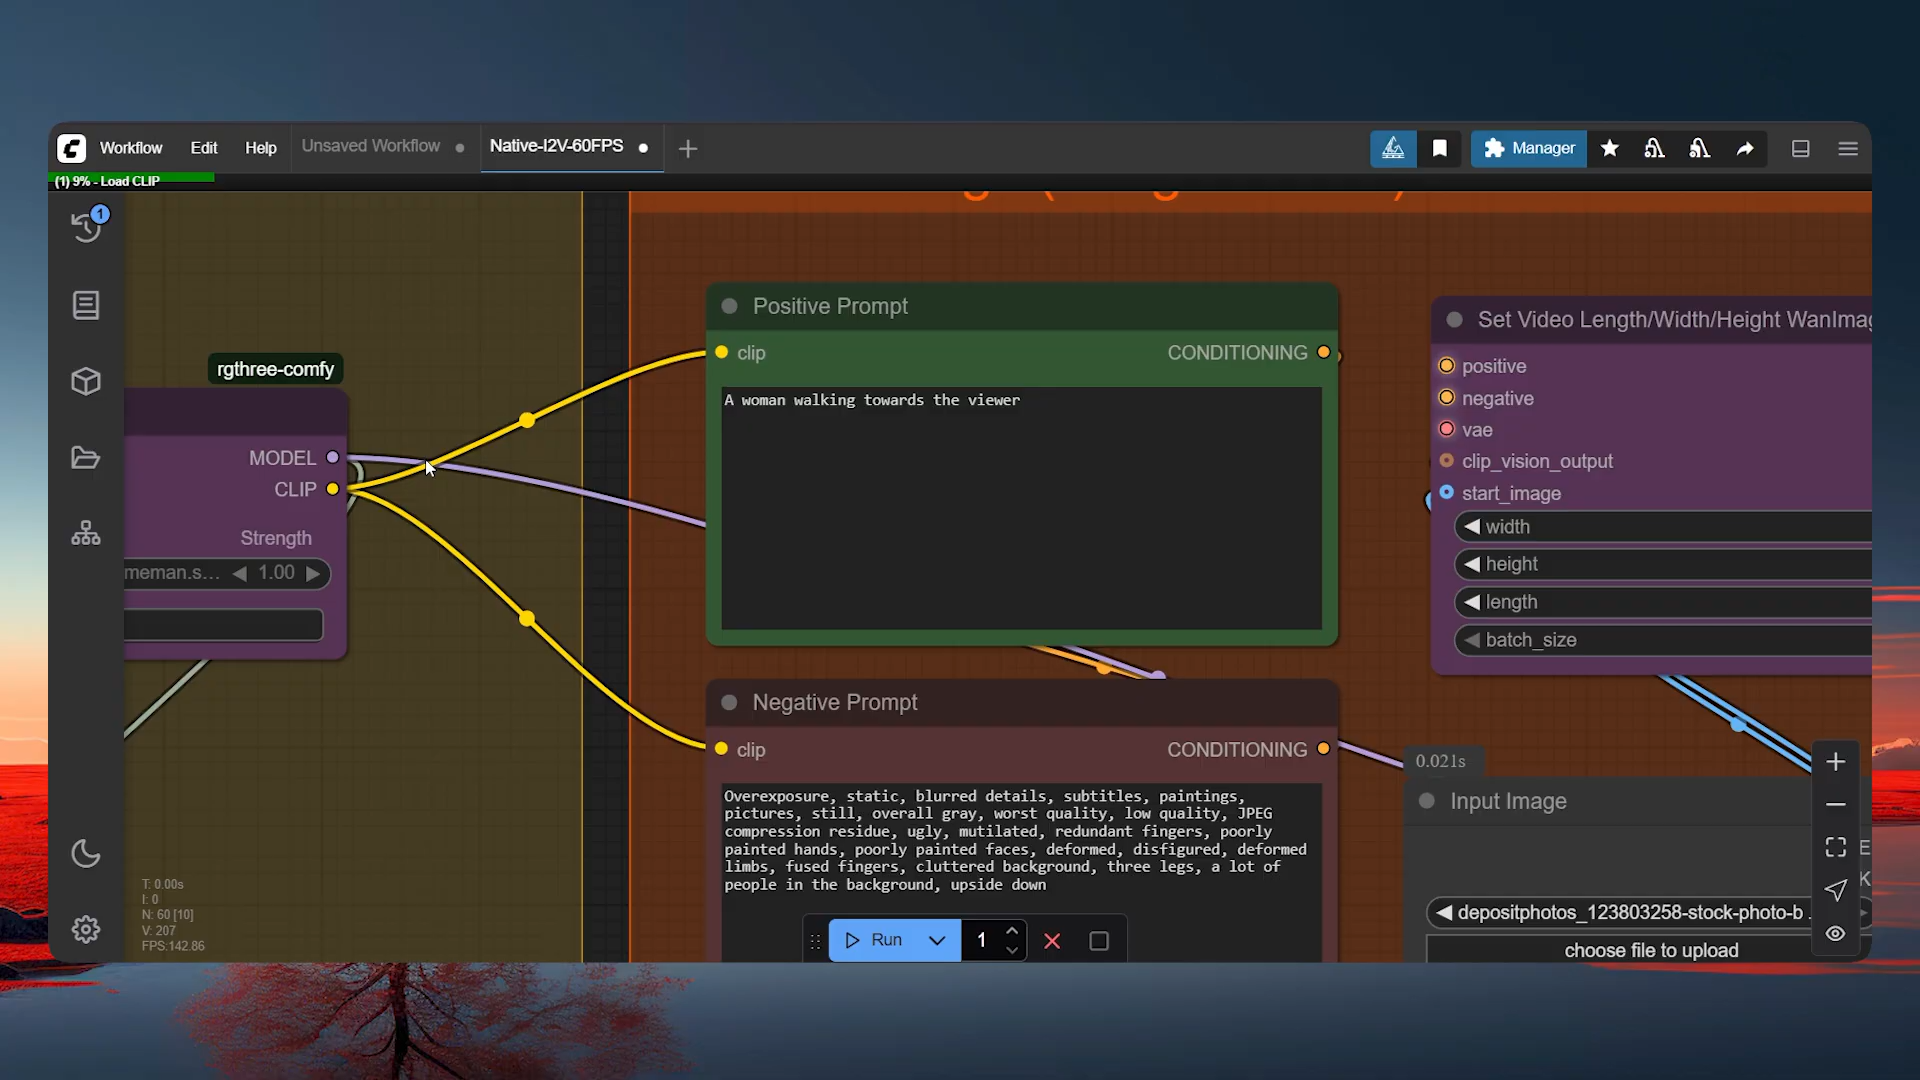 Workflow Edit Help Unsaved Workflow Native-I2V-60FPS Manager
(1) 9% - Load CLIP
1
rgthree-comfy
MODEL
CLIP
Strength
meman.s... 1.00
Positive Prompt
clip CONDITIONING
A woman walking towards the viewer
Negative Prompt
clip CONDITIONING
Overexposure, static, blurred details, subtitles, paintings,
pictures, still, overall gray, worst quality, low quality, JPEG
compression residue, ugly, mutilated, redundant fingers, poorly
painted hands, poorly painted faces, deformed, disfigured, deformed
limbs, fused fingers, cluttered background, three legs, a lot of
people in the background, upside down
Set Video Length/Width/Height WanImag
positive
negative
vae
clip_vision_output
start_image
width
height
length
batch_size
0.021s
Input Image
depositphotos_123803258-stock-photo-b
choose file to upload
T: 0.00s
I: 0
N: 60 [10]
V: 207
FPS:142.86
Run 1